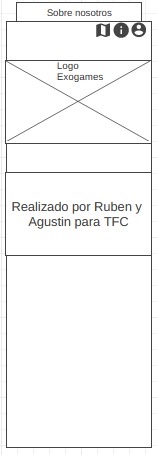 Sobre nosotros
Logo
Exogames
Realizado por Ruben y
Agustin para TFC